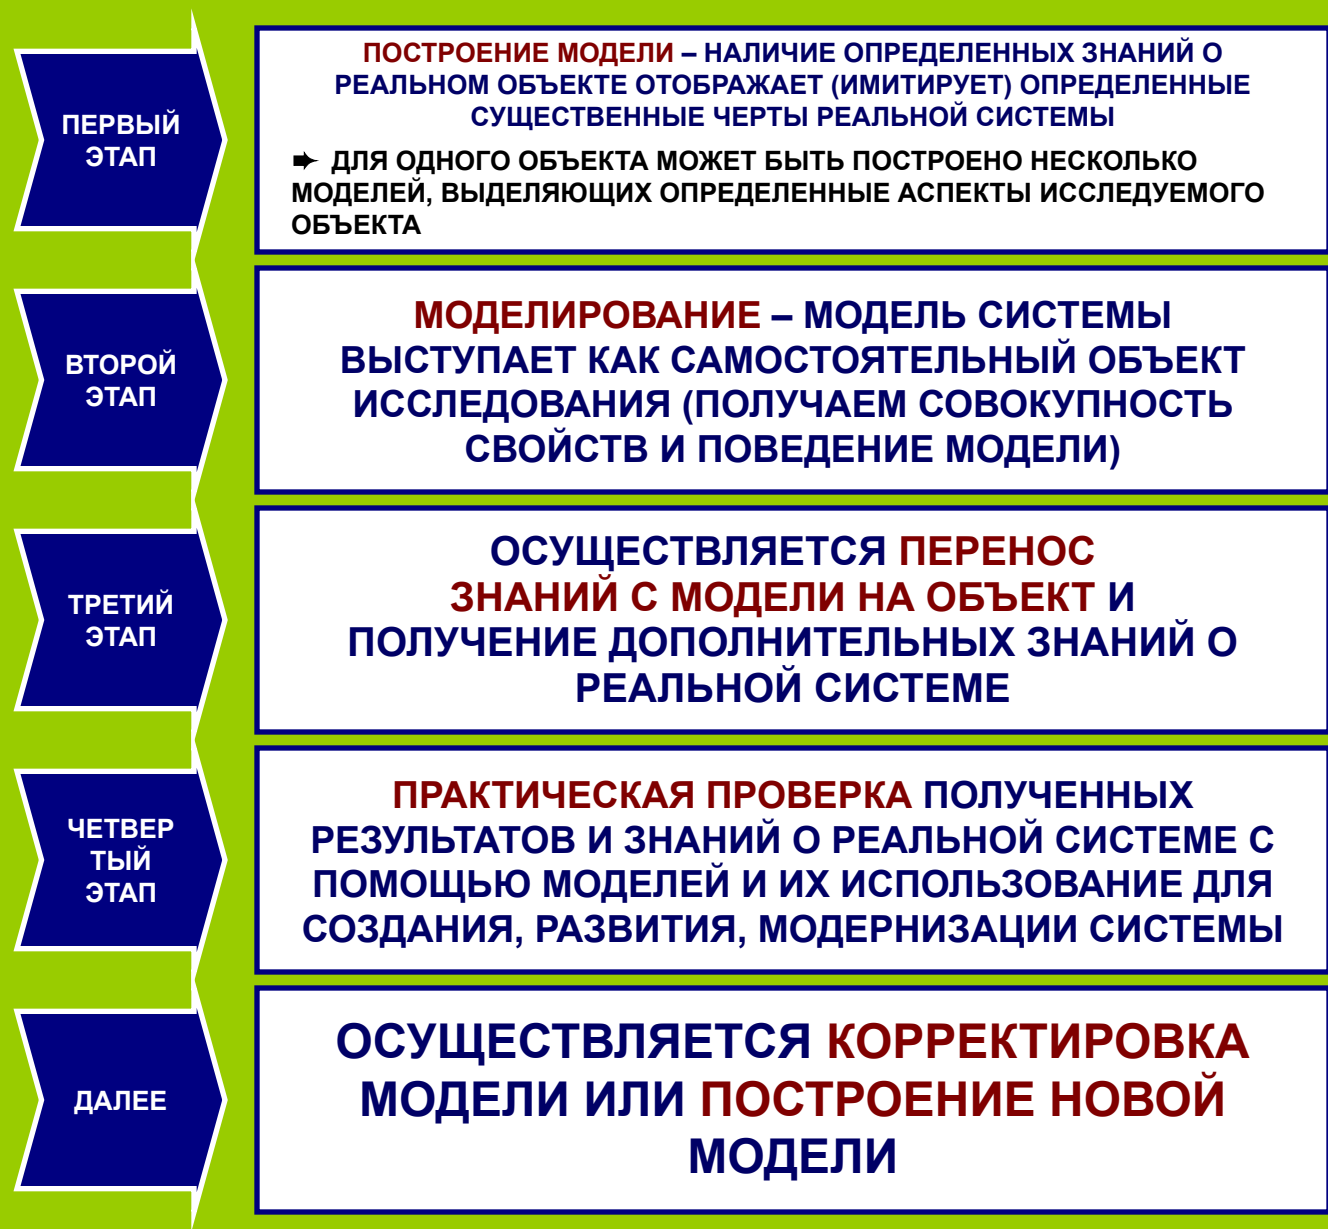 ПЕРВЫЙ
ЭТАП
ПОСТРОЕНИЕ МОДЕЛИ – НАЛИЧИЕ ОПРЕДЕЛЕННЫХ ЗНАНИЙ О
РЕАЛЬНОМ ОБЪЕКТЕ ОТОБРАЖАЕТ (ИМИТИРУЕТ) ОПРЕДЕЛЕННЫЕ
СУЩЕСТВЕННЫЕ ЧЕРТЫ РЕАЛЬНОЙ СИСТЕМЫ
➨ ДЛЯ ОДНОГО ОБЪЕКТА МОЖЕТ БЫТЬ ПОСТРОЕНО НЕСКОЛЬКО
МОДЕЛЕЙ, ВЫДЕЛЯЮЩИХ ОПРЕДЕЛЕННЫЕ АСПЕКТЫ ИССЛЕДУЕМОГО
ОБЪЕКТА
ВТОРОЙ
ЭТАП
МОДЕЛИРОВАНИЕ – МОДЕЛЬ СИСТЕМЫ
ВЫСТУПАЕТ КАК САМОСТОЯТЕЛЬНЫЙ ОБЪЕКТ
ИССЛЕДОВАНИЯ (ПОЛУЧАЕМ СОВОКУПНОСТЬ
СВОЙСТВ И ПОВЕДЕНИЕ МОДЕЛИ)
ТРЕТИЙ
ЭТАП
ОСУЩЕСТВЛЯЕТСЯ ПЕРЕНОС
ЗНАНИЙ С МОДЕЛИ НА ОБЪЕКТ И
ПОЛУЧЕНИЕ ДОПОЛНИТЕЛЬНЫХ ЗНАНИЙ О
РЕАЛЬНОЙ СИСТЕМЕ
ЧЕТВЕР
ТЫЙ
ЭТАП
ПРАКТИЧЕСКАЯ ПРОВЕРКА ПОЛУЧЕННЫХ
РЕЗУЛЬТАТОВ И ЗНАНИЙ О РЕАЛЬНОЙ СИСТЕМЕ С
ПОМОЩЬЮ МОДЕЛЕЙ И ИХ ИСПОЛЬЗОВАНИЕ ДЛЯ
СОЗДАНИЯ, РАЗВИТИЯ, МОДЕРНИЗАЦИИ СИСТЕМЫ
ДАЛЕЕ
ОСУЩЕСТВЛЯЕТСЯ КОРРЕКТИРОВКА
МОДЕЛИ ИЛИ ПОСТРОЕНИЕ НОВОЙ
МОДЕЛИ